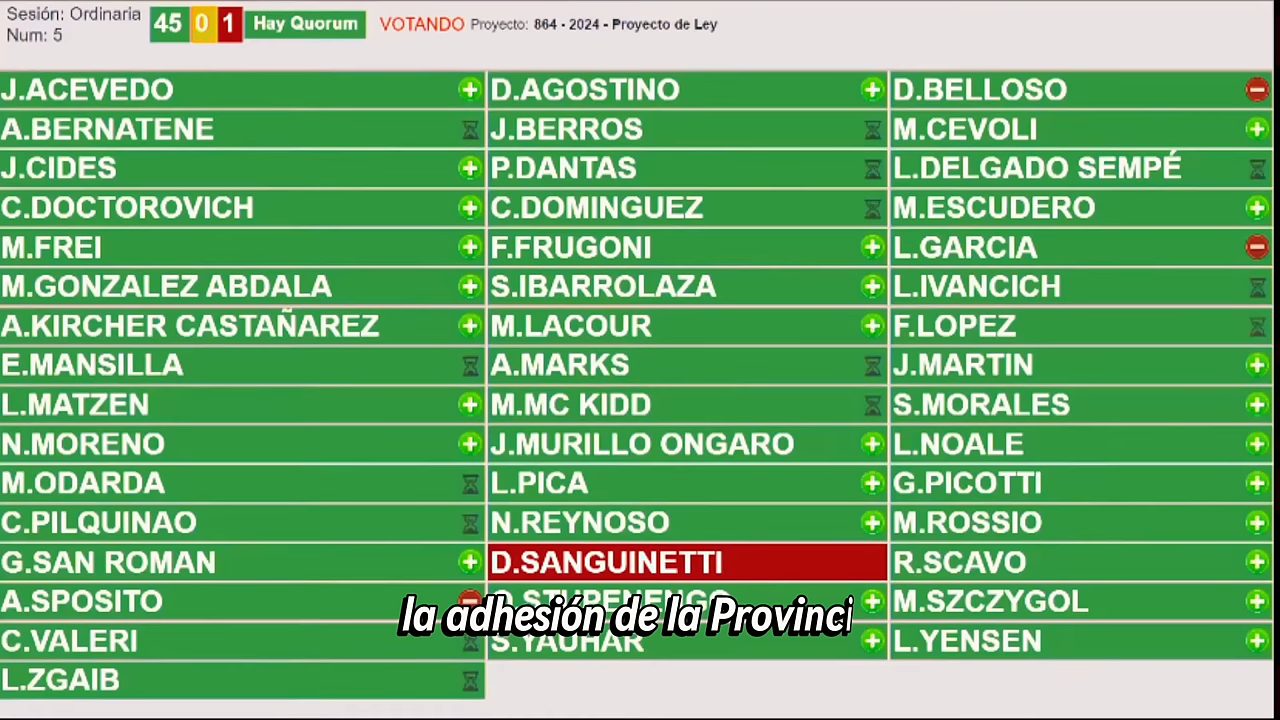 Sesión: Ordinaria
Num: 5
45 0 1 Hay Quorum
VOTANDO Proyecto: 864 - 2024 - Proyecto de Ley
J.ACEVEDO D.AGOSTINO D.BELLOSO
A.BERNATENE J.BERROS M.CEVOLI
J.CIDES P.DANTAS L.DELGADO SEMPÉ
C.DOCTOROVICH C.DOMINGUEZ M.ESCUDERO
M.FREI F.FRUGONI L.GARCIA
M.GONZALEZ ABDALA S.IBARROLAZA L.IVANCICH
A.KIRCHER CASTAÑAREZ M.LACOUR F.LOPEZ
E.MANSILLA A.MARKS J.MARTIN
L.MATZEN M.MC KIDD S.MORALES
N.MORENO J.MURILLO ONGARO L.NOALE
M.ODARDA L.PICA G.PICOTTI
C.PILQUINAO N.REYNOSO M.ROSSIO
G.SAN ROMAN D.SANGUINETTI R.SCAVO
A.SPOSITO M.SZCZYGOL
la adhesión de la Provinci
C.VALERI S.YAUHAR L.YENSEN
L.ZGAIB